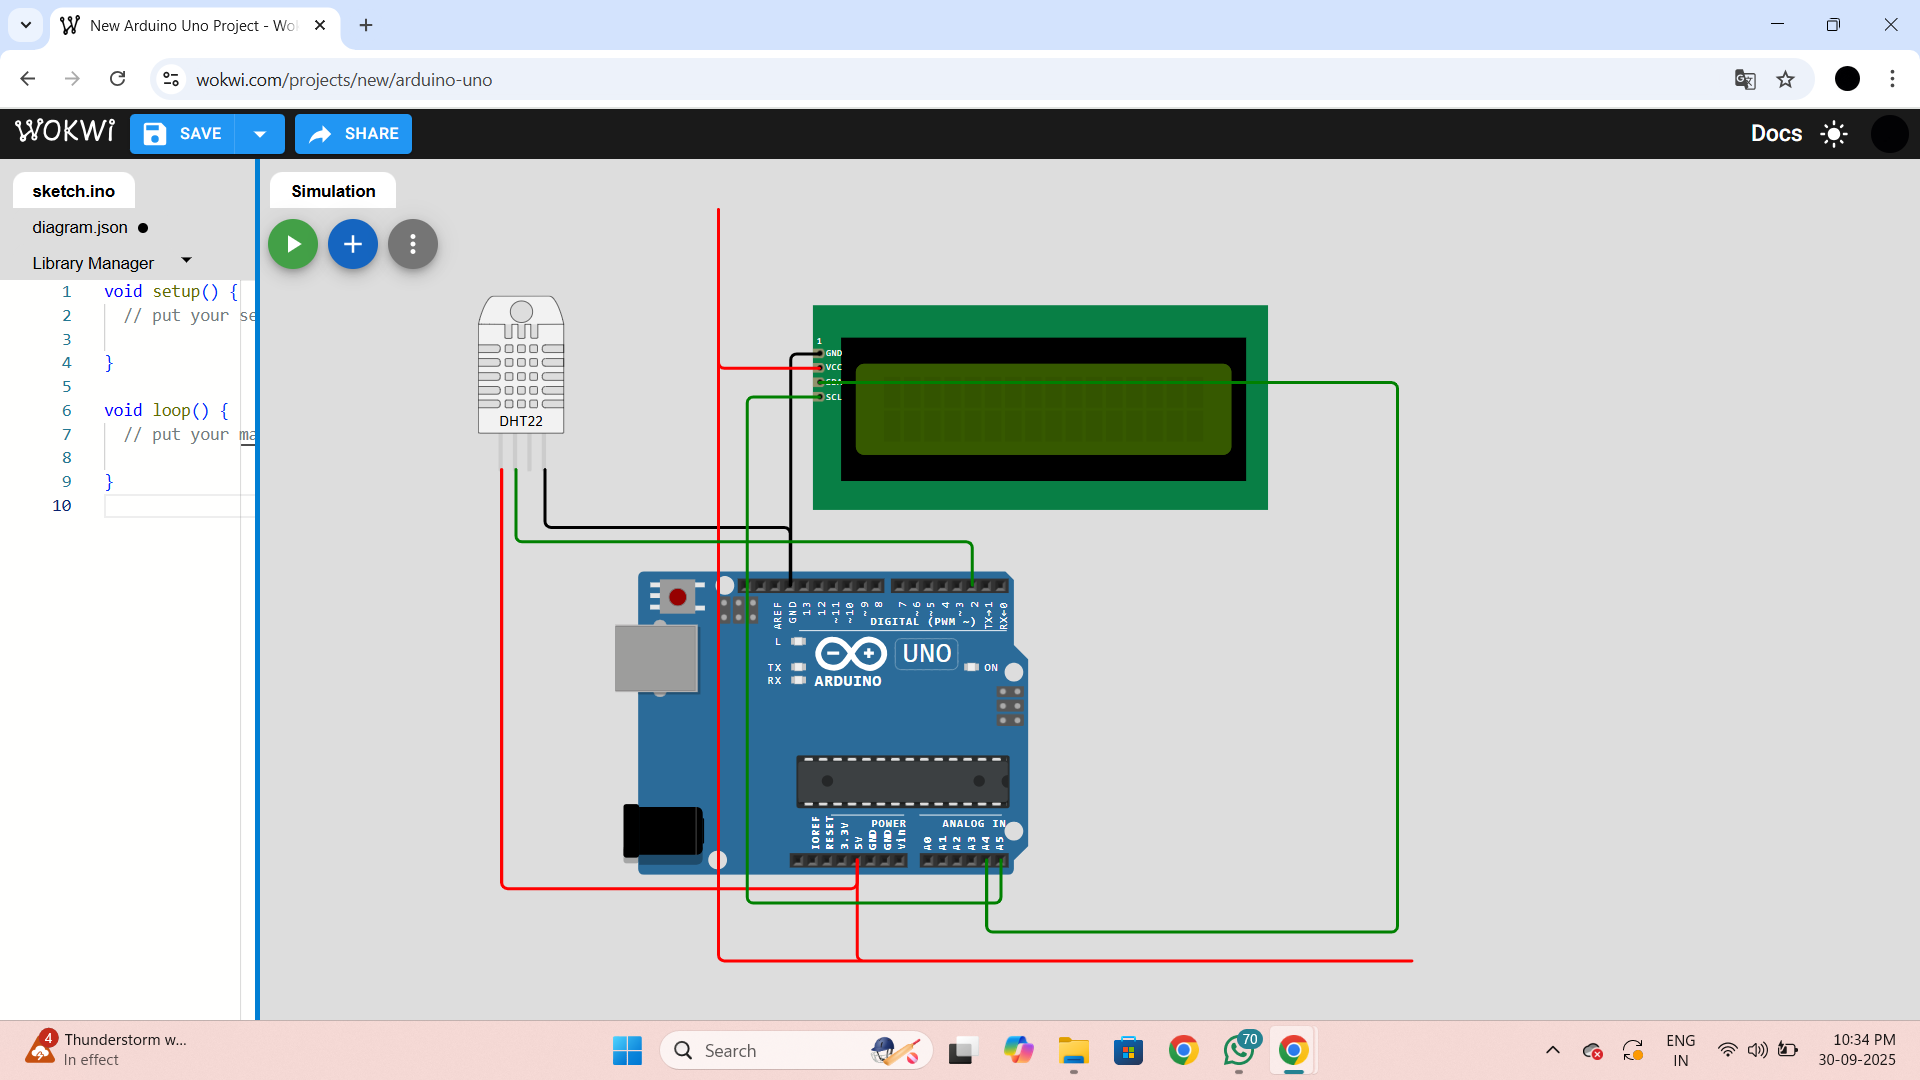 New Arduino Uno Project - Wo
wokwi.com/projects/new/arduino-uno
WOKWI
SAVE
SHARE
Docs
sketch.ino
diagram.json
Library Manager
Simulation
1 void setup() {
2 // put your se
3
4 }
5
6 void loop() {
7 // put your ma
8
9 }
10
DHT22
1
GND
VCC
SDA
SCL
AREF
GND
13
12
~11
~10
~9
8
7
~6
~5
4
~3
2
TX→1
RX←0
DIGITAL (PWM ~)
L
TX
RX
UNO
ARDUINO
ON
IOREF
RESET
3.3V
5V
GND
GND
Vin
POWER
ANALOG IN
A0
A1
A2
A3
A4
A5
4
Thunderstorm w...
In effect
Search
70
ENG
IN
10:34 PM
30-09-2025